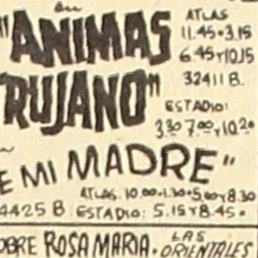 en
"ANIMAS
ATLAS
11.45 • 3.15
6.45 y 10.15
RUJANO"
32411 B.
ESTADIO:
3.30 7.00 y 10.20
E MI MADRE"
ATLAS. 10.00 • 1.30 • 5.00 y 8.30
4425 B ESTADIO: 5.15 y 8.45.
OBRE ROSA MARIA • LAS ORIENTALES